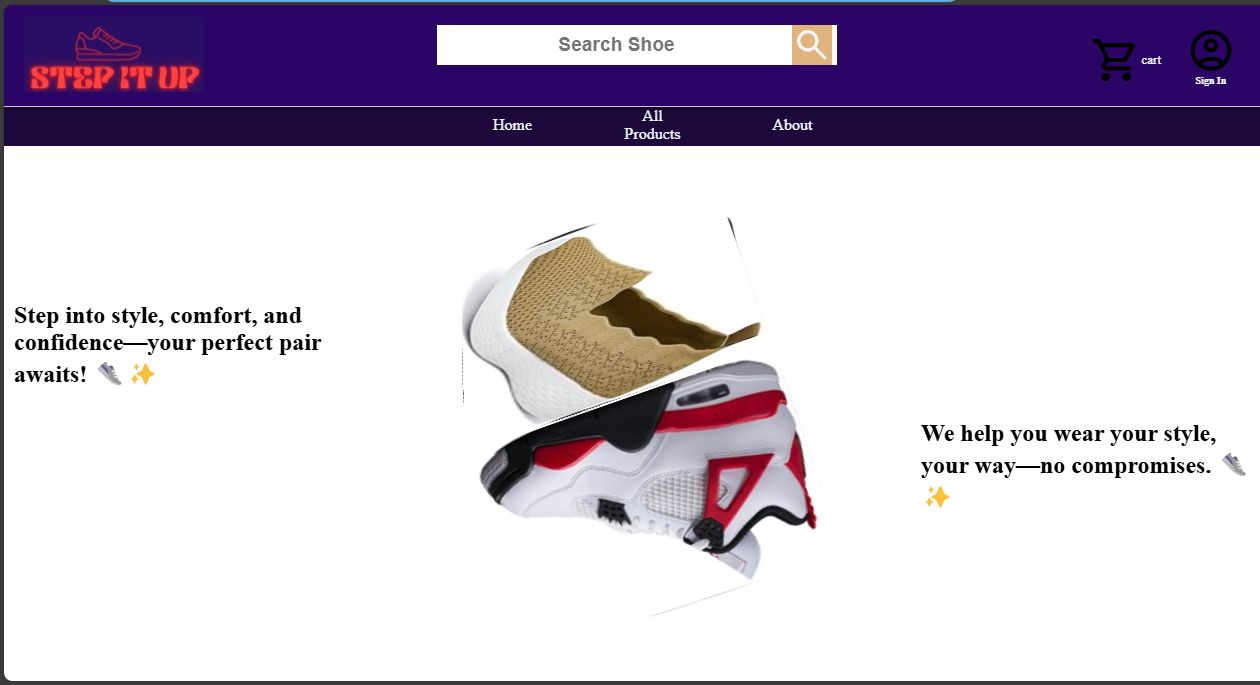 STEP IT UP
Search Shoe
cart
Sign In
Home
All
Products
About
Step into style, comfort, and
confidence—your perfect pair
awaits! 👟 ✨
We help you wear your style,
your way—no compromises. 👟
✨